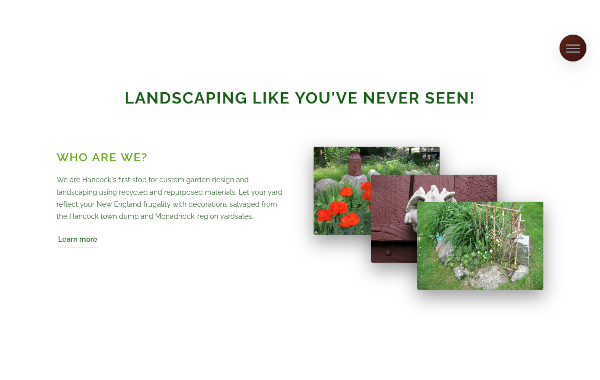 LANDSCAPING LIKE YOU'VE NEVER SEEN!
WHO ARE WE?
We are Hancock's first stop for custom garden design and
landscaping using recycled and repurposed materials. Let your yard
reflect your New England frugality with decorations salvaged from
the Hancock town dump and Monadnock-region yardsales.
Learn more